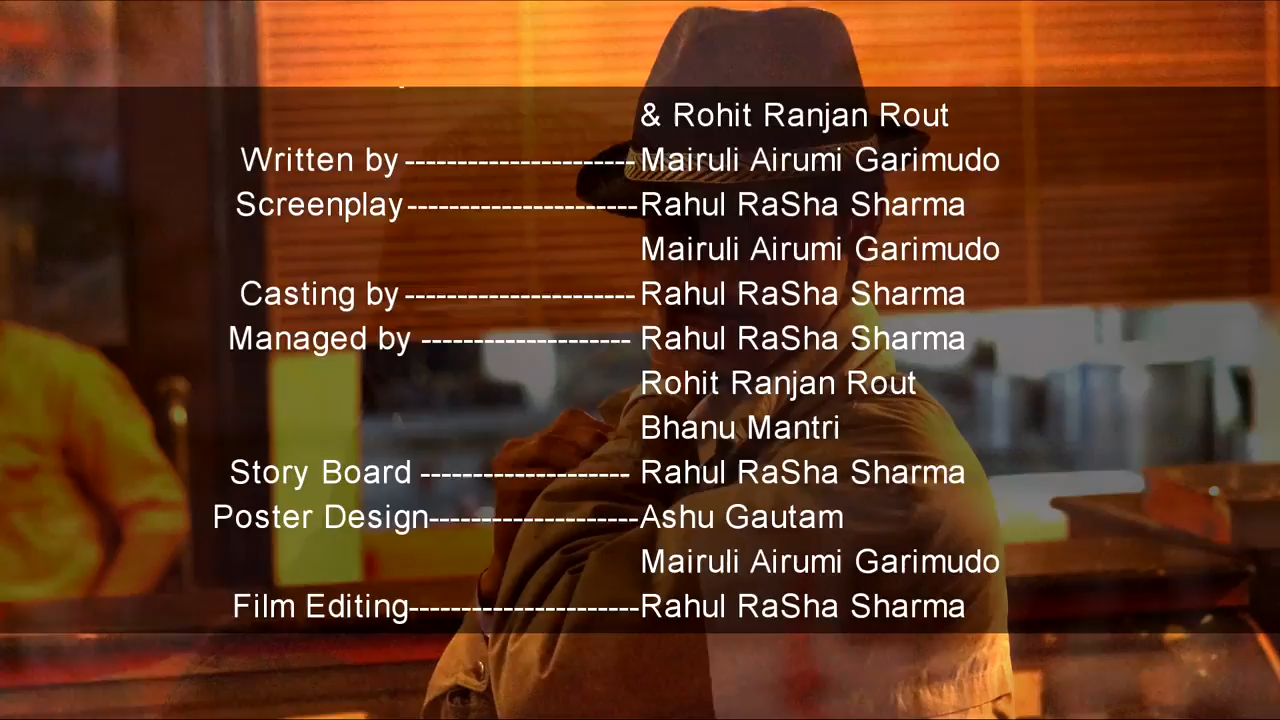 & Rohit Ranjan Rout
Written by ---------------------- Mairuli Airumi Garimudo
Screenplay ---------------------- Rahul RaSha Sharma
Mairuli Airumi Garimudo
Casting by ---------------------- Rahul RaSha Sharma
Managed by -------------------- Rahul RaSha Sharma
Rohit Ranjan Rout
Bhanu Mantri
Story Board -------------------- Rahul RaSha Sharma
Poster Design--------------------Ashu Gautam
Mairuli Airumi Garimudo
Film Editing----------------------Rahul RaSha Sharma